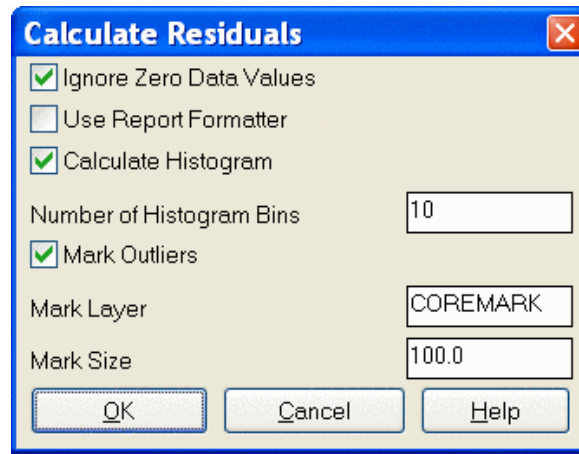 Calculate Residuals
Ignore Zero Data Values
Use Report Formatter
Calculate Histogram
Number of Histogram Bins 10
Mark Outliers
Mark Layer COREMARK
Mark Size 100.0
OK Cancel Help